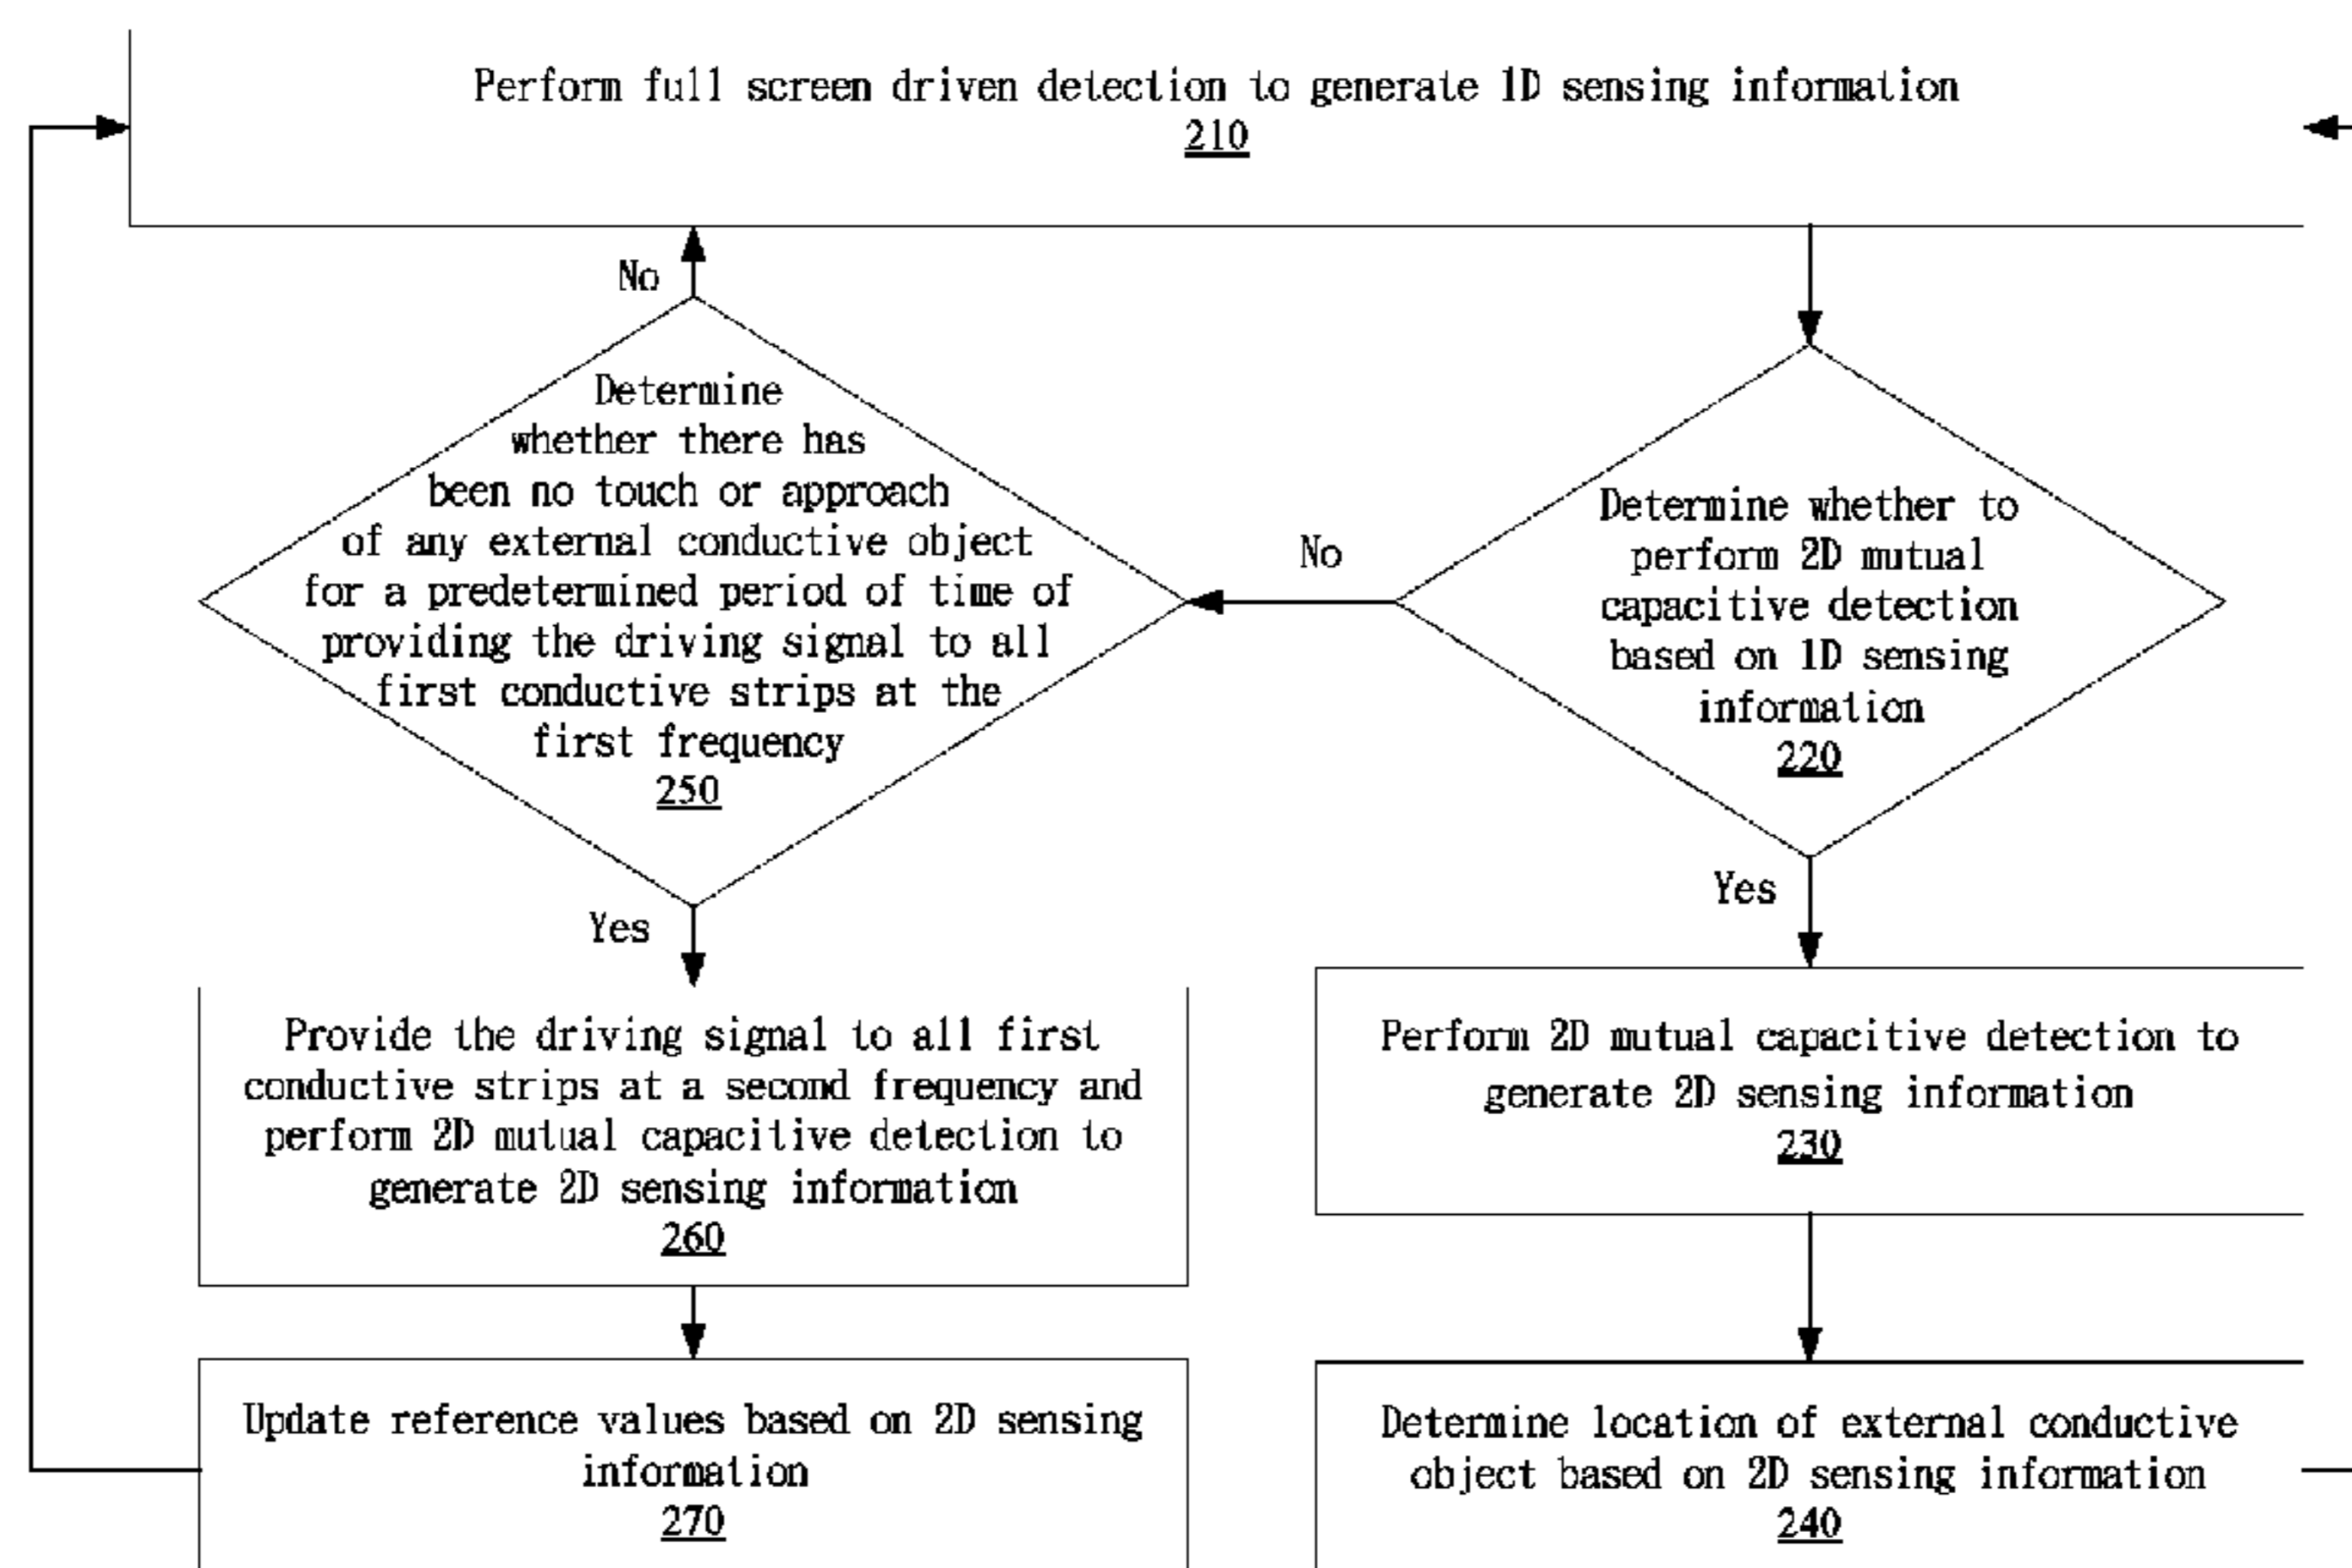 Perform full screen driven detection to generate 1D sensing information
210
No
Determine
whether there has
been no touch or approach
of any external conductive object
for a predetermined period of time of
providing the driving signal to all
first conductive strips at the
first frequency
250
No
Determine whether to
perform 2D mutual
capacitive detection
based on 1D sensing
information
220
Yes
Yes
Provide the driving signal to all first
conductive strips at a second frequency and
perform 2D mutual capacitive detection to
generate 2D sensing information
260
Perform 2D mutual capacitive detection to
generate 2D sensing information
230
Update reference values based on 2D sensing
information
270
Determine location of external conductive
object based on 2D sensing information
240